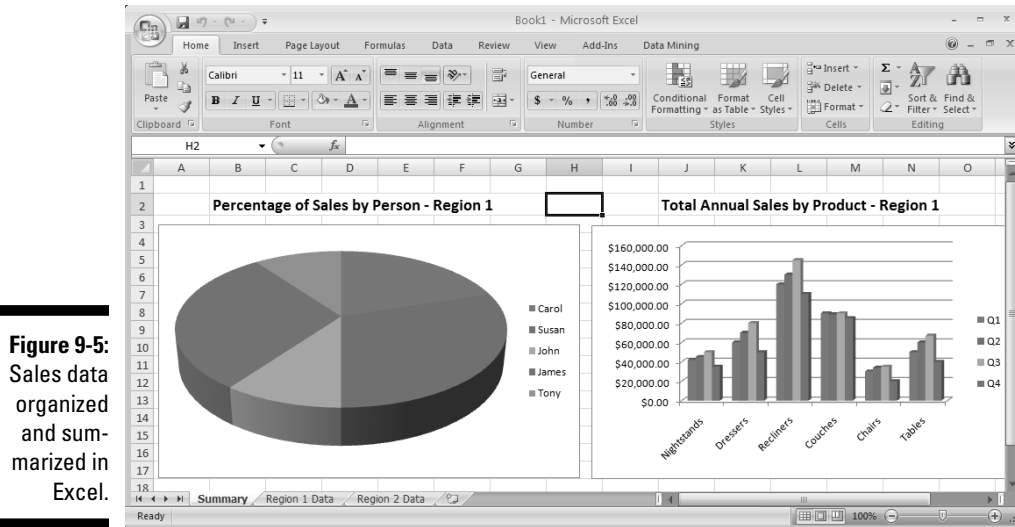 Book1 - Microsoft Excel
Home Insert Page Layout Formulas Data Review View Add-Ins Data Mining
Paste
Clipboard
Calibri 11 A A
B I U A
Font
Alignment
General
$ % , .00 .00
Number
Conditional Formatting
Format as Table
Cell Styles
Styles
Insert
Delete
Format
Cells
Σ
Sort & Filter
Find & Select
Editing
H2 fx
A B C D E F G H I J K L M N O
1
2 Percentage of Sales by Person - Region 1 Total Annual Sales by Product - Region 1
3
4
5
6
7
8
9
10
11
12
13
14
15
16
17
18
Carol
Susan
John
James
Tony
$160,000.00
$140,000.00
$120,000.00
$100,000.00
$80,000.00
$60,000.00
$40,000.00
$20,000.00
$0.00
Nightstands Dressers Recliners Couches Chairs Tables
Q1
Q2
Q3
Q4
Summary Region 1 Data Region 2 Data
Ready 100%
Figure 9-5:
Sales data
organized
and sum-
marized in
Excel.